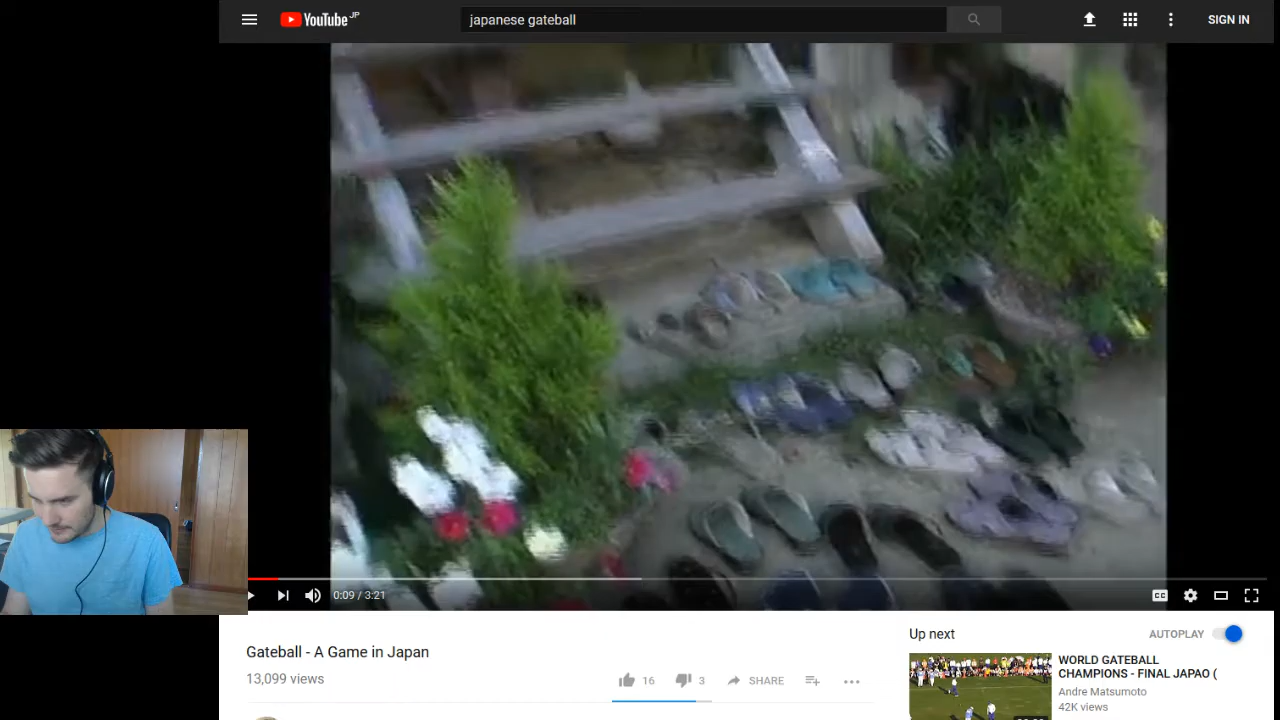 YouTube JP
japanese gateball
SIGN IN
0:09 / 3:21
CC
Gateball - A Game in Japan
13,099 views
16
3
SHARE
Up next
AUTOPLAY
WORLD GATEBALL
CHAMPIONS - FINAL JAPAO (
Andre Matsumoto
42K views